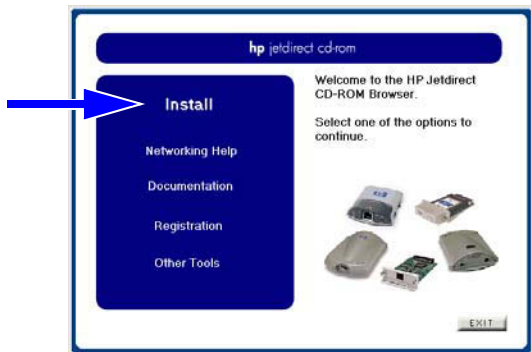 hp jetdirect cd-rom
Install
Networking Help
Documentation
Registration
Other Tools
Welcome to the HP Jetdirect
CD-ROM Browser.
Select one of the options to
continue.
EXIT